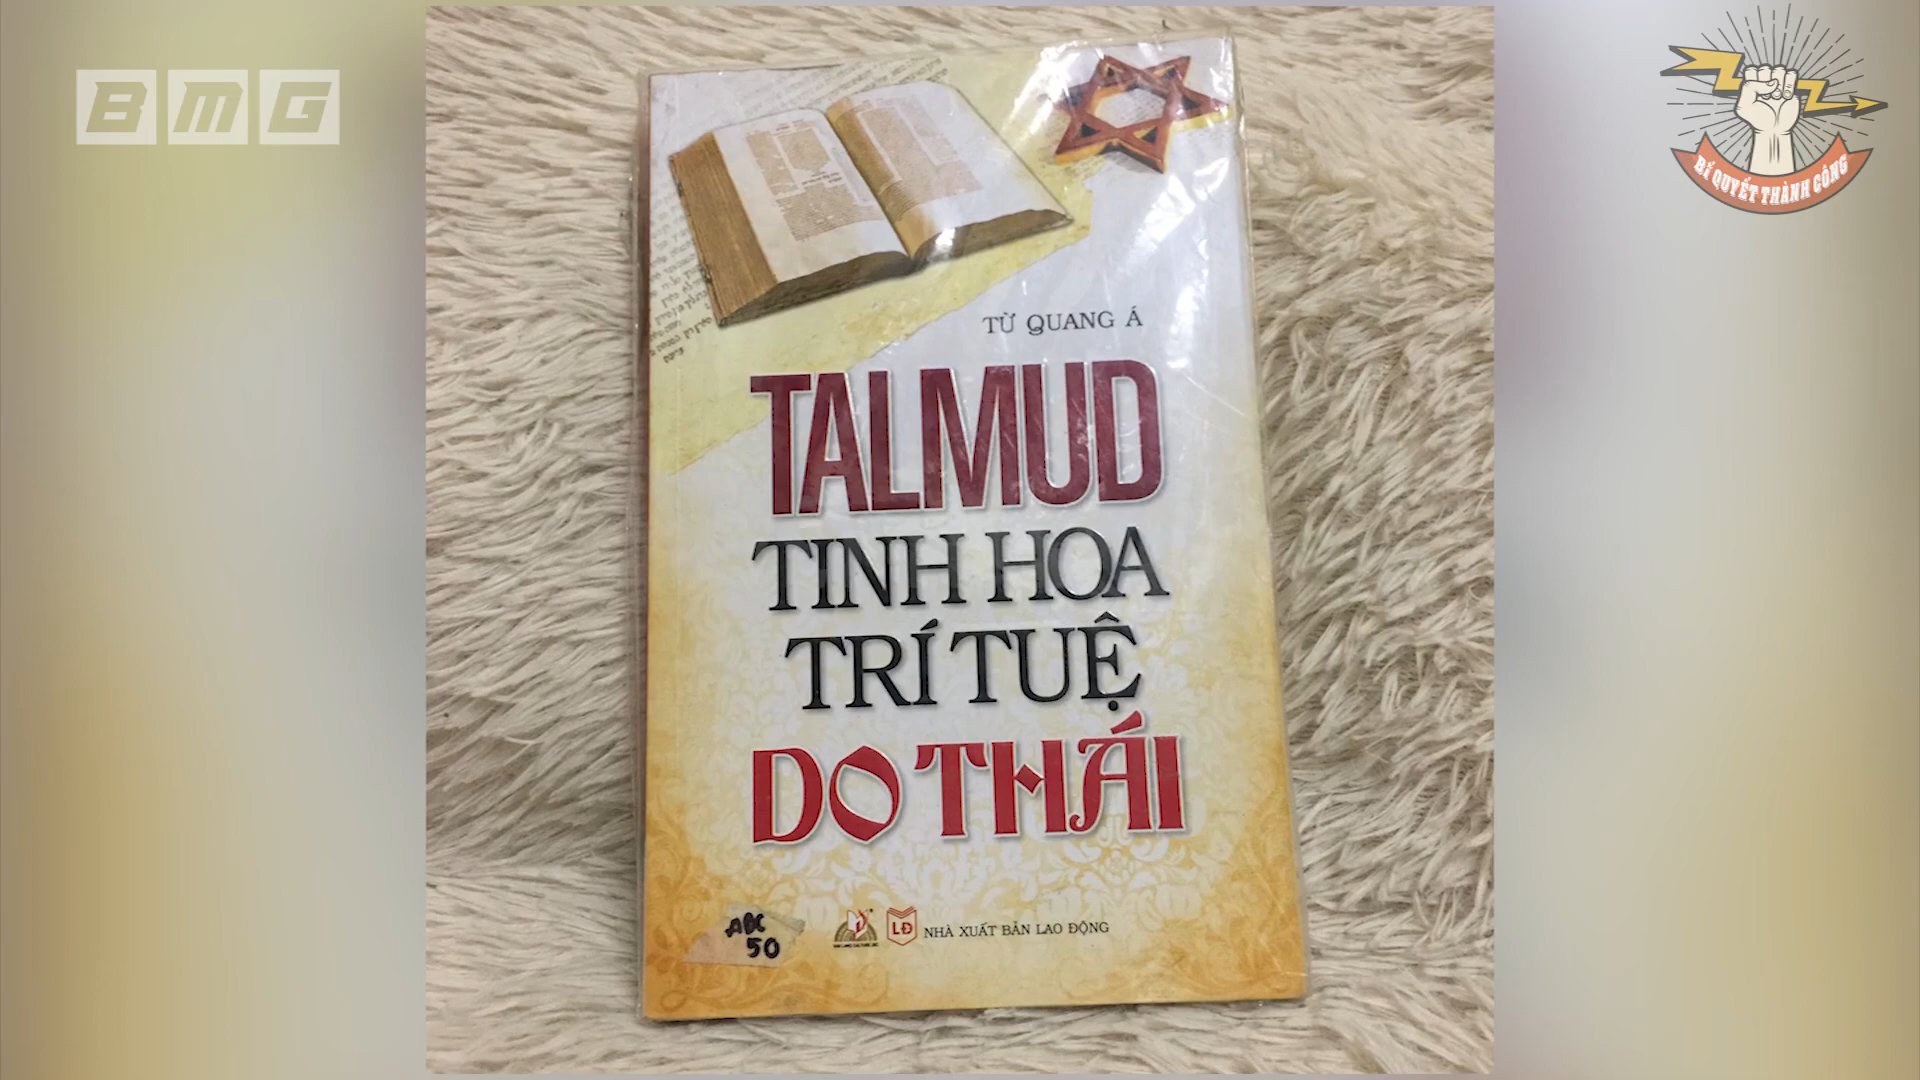 BMG
BÍ QUYẾT THÀNH CÔNG
TỪ QUANG Á
TALMUD
TINH HOA
TRÍ TUỆ
DO THÁI
ABC
50
LĐ
NHÀ XUẤT BẢN LAO ĐỘNG